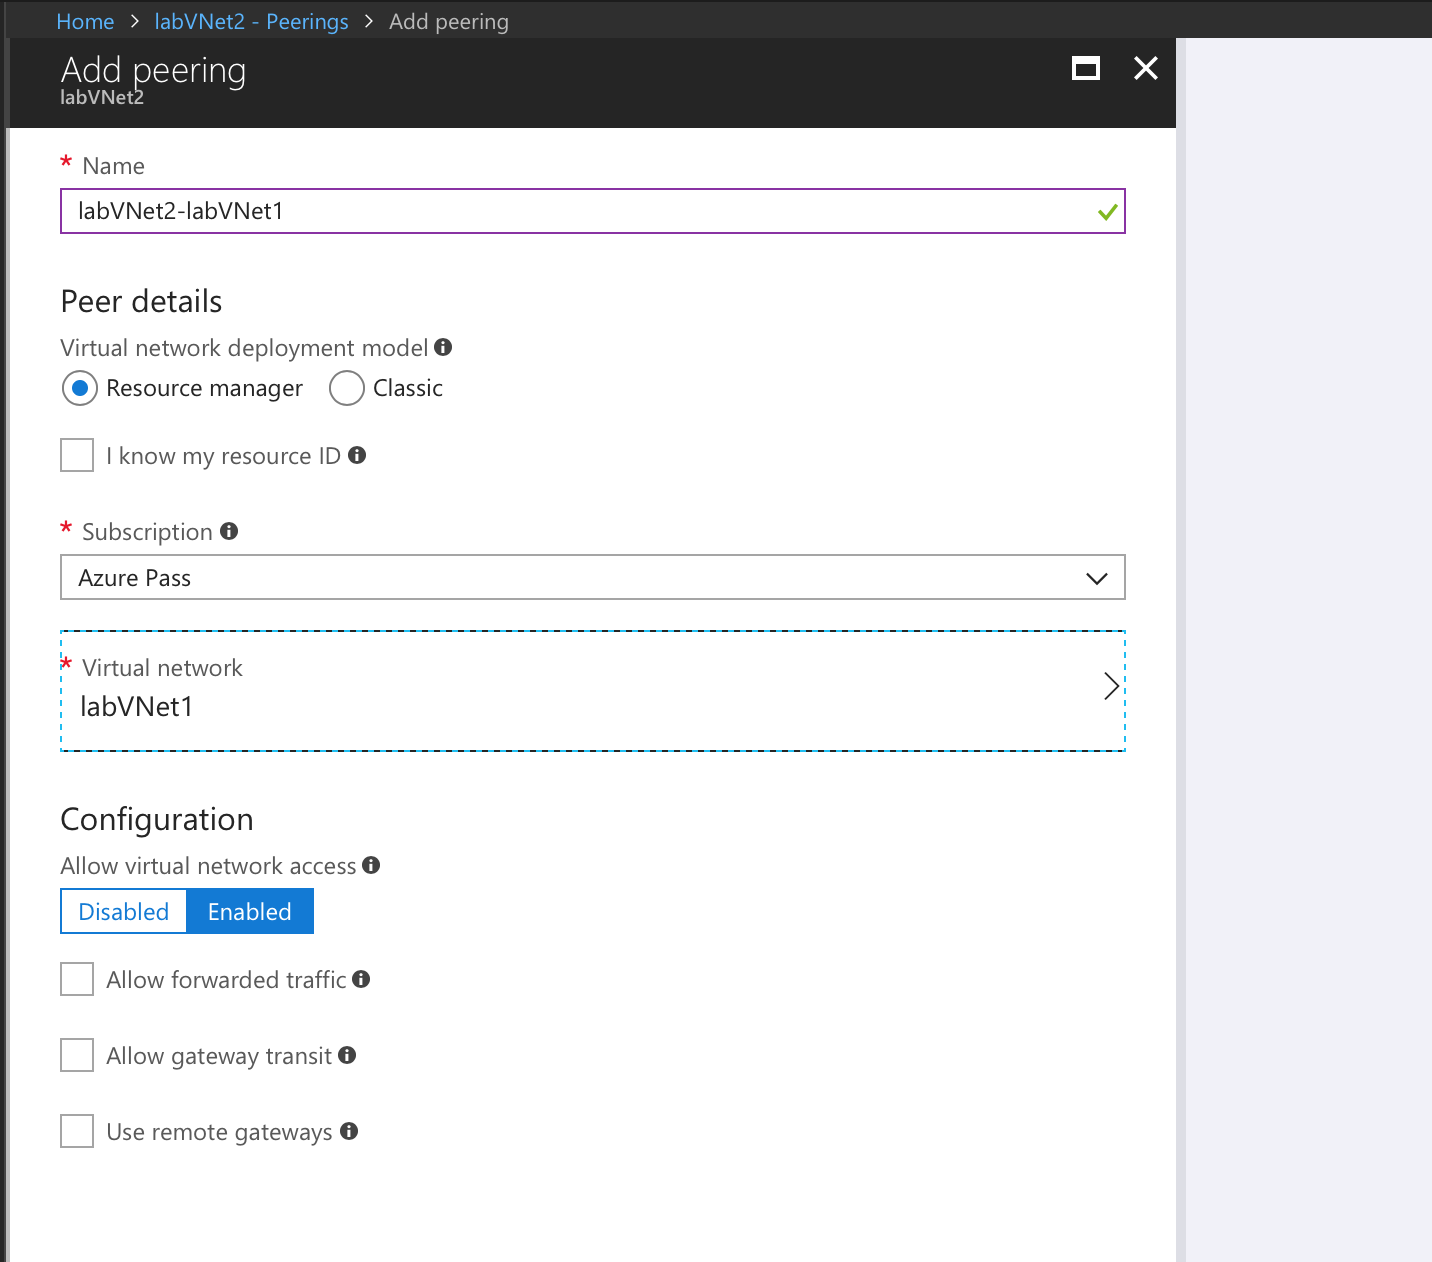 Home > labVNet2 - Peerings > Add peering
Add peering
labVNet2
* Name
labVNet2-labVNet1
Peer details
Virtual network deployment model
Resource manager Classic
I know my resource ID
* Subscription
Azure Pass
* Virtual network
labVNet1
Configuration
Allow virtual network access
Disabled Enabled
Allow forwarded traffic
Allow gateway transit
Use remote gateways